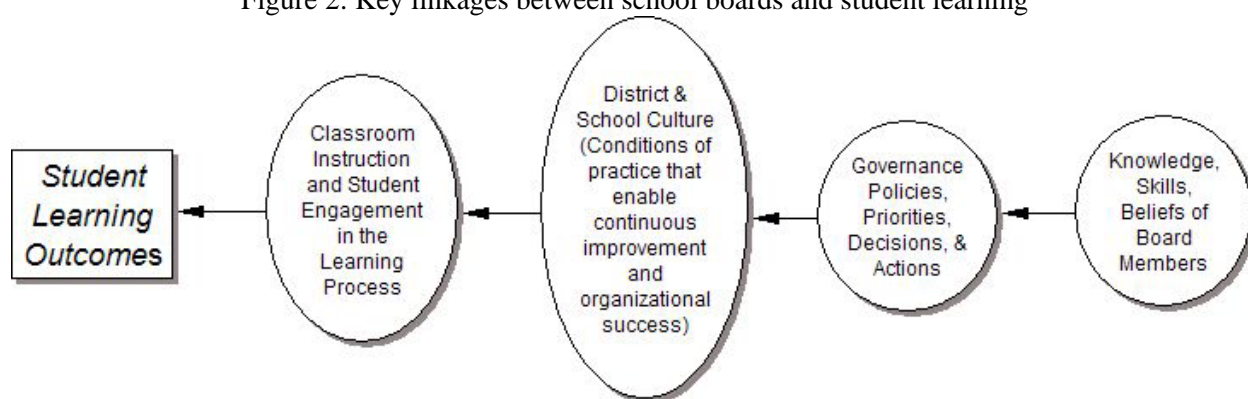 Figure 2: Key linkages between school boards and student learning
Student
Learning
Outcomes
Classroom
Instruction
and Student
Engagement
in the
Learning
Process
District &
School Culture
(Conditions of
practice that
enable
continuous
improvement
and
organizational
success)
Governance
Policies,
Priorities,
Decisions, &
Actions
Knowledge,
Skills,
Beliefs of
Board
Members